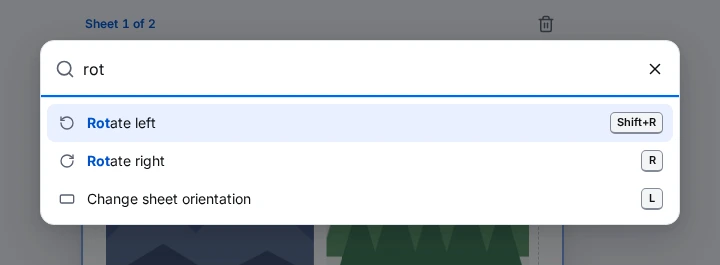 Sheet 1 of 2
rot
Rotate left
Shift+R
Rotate right
R
Change sheet orientation
L